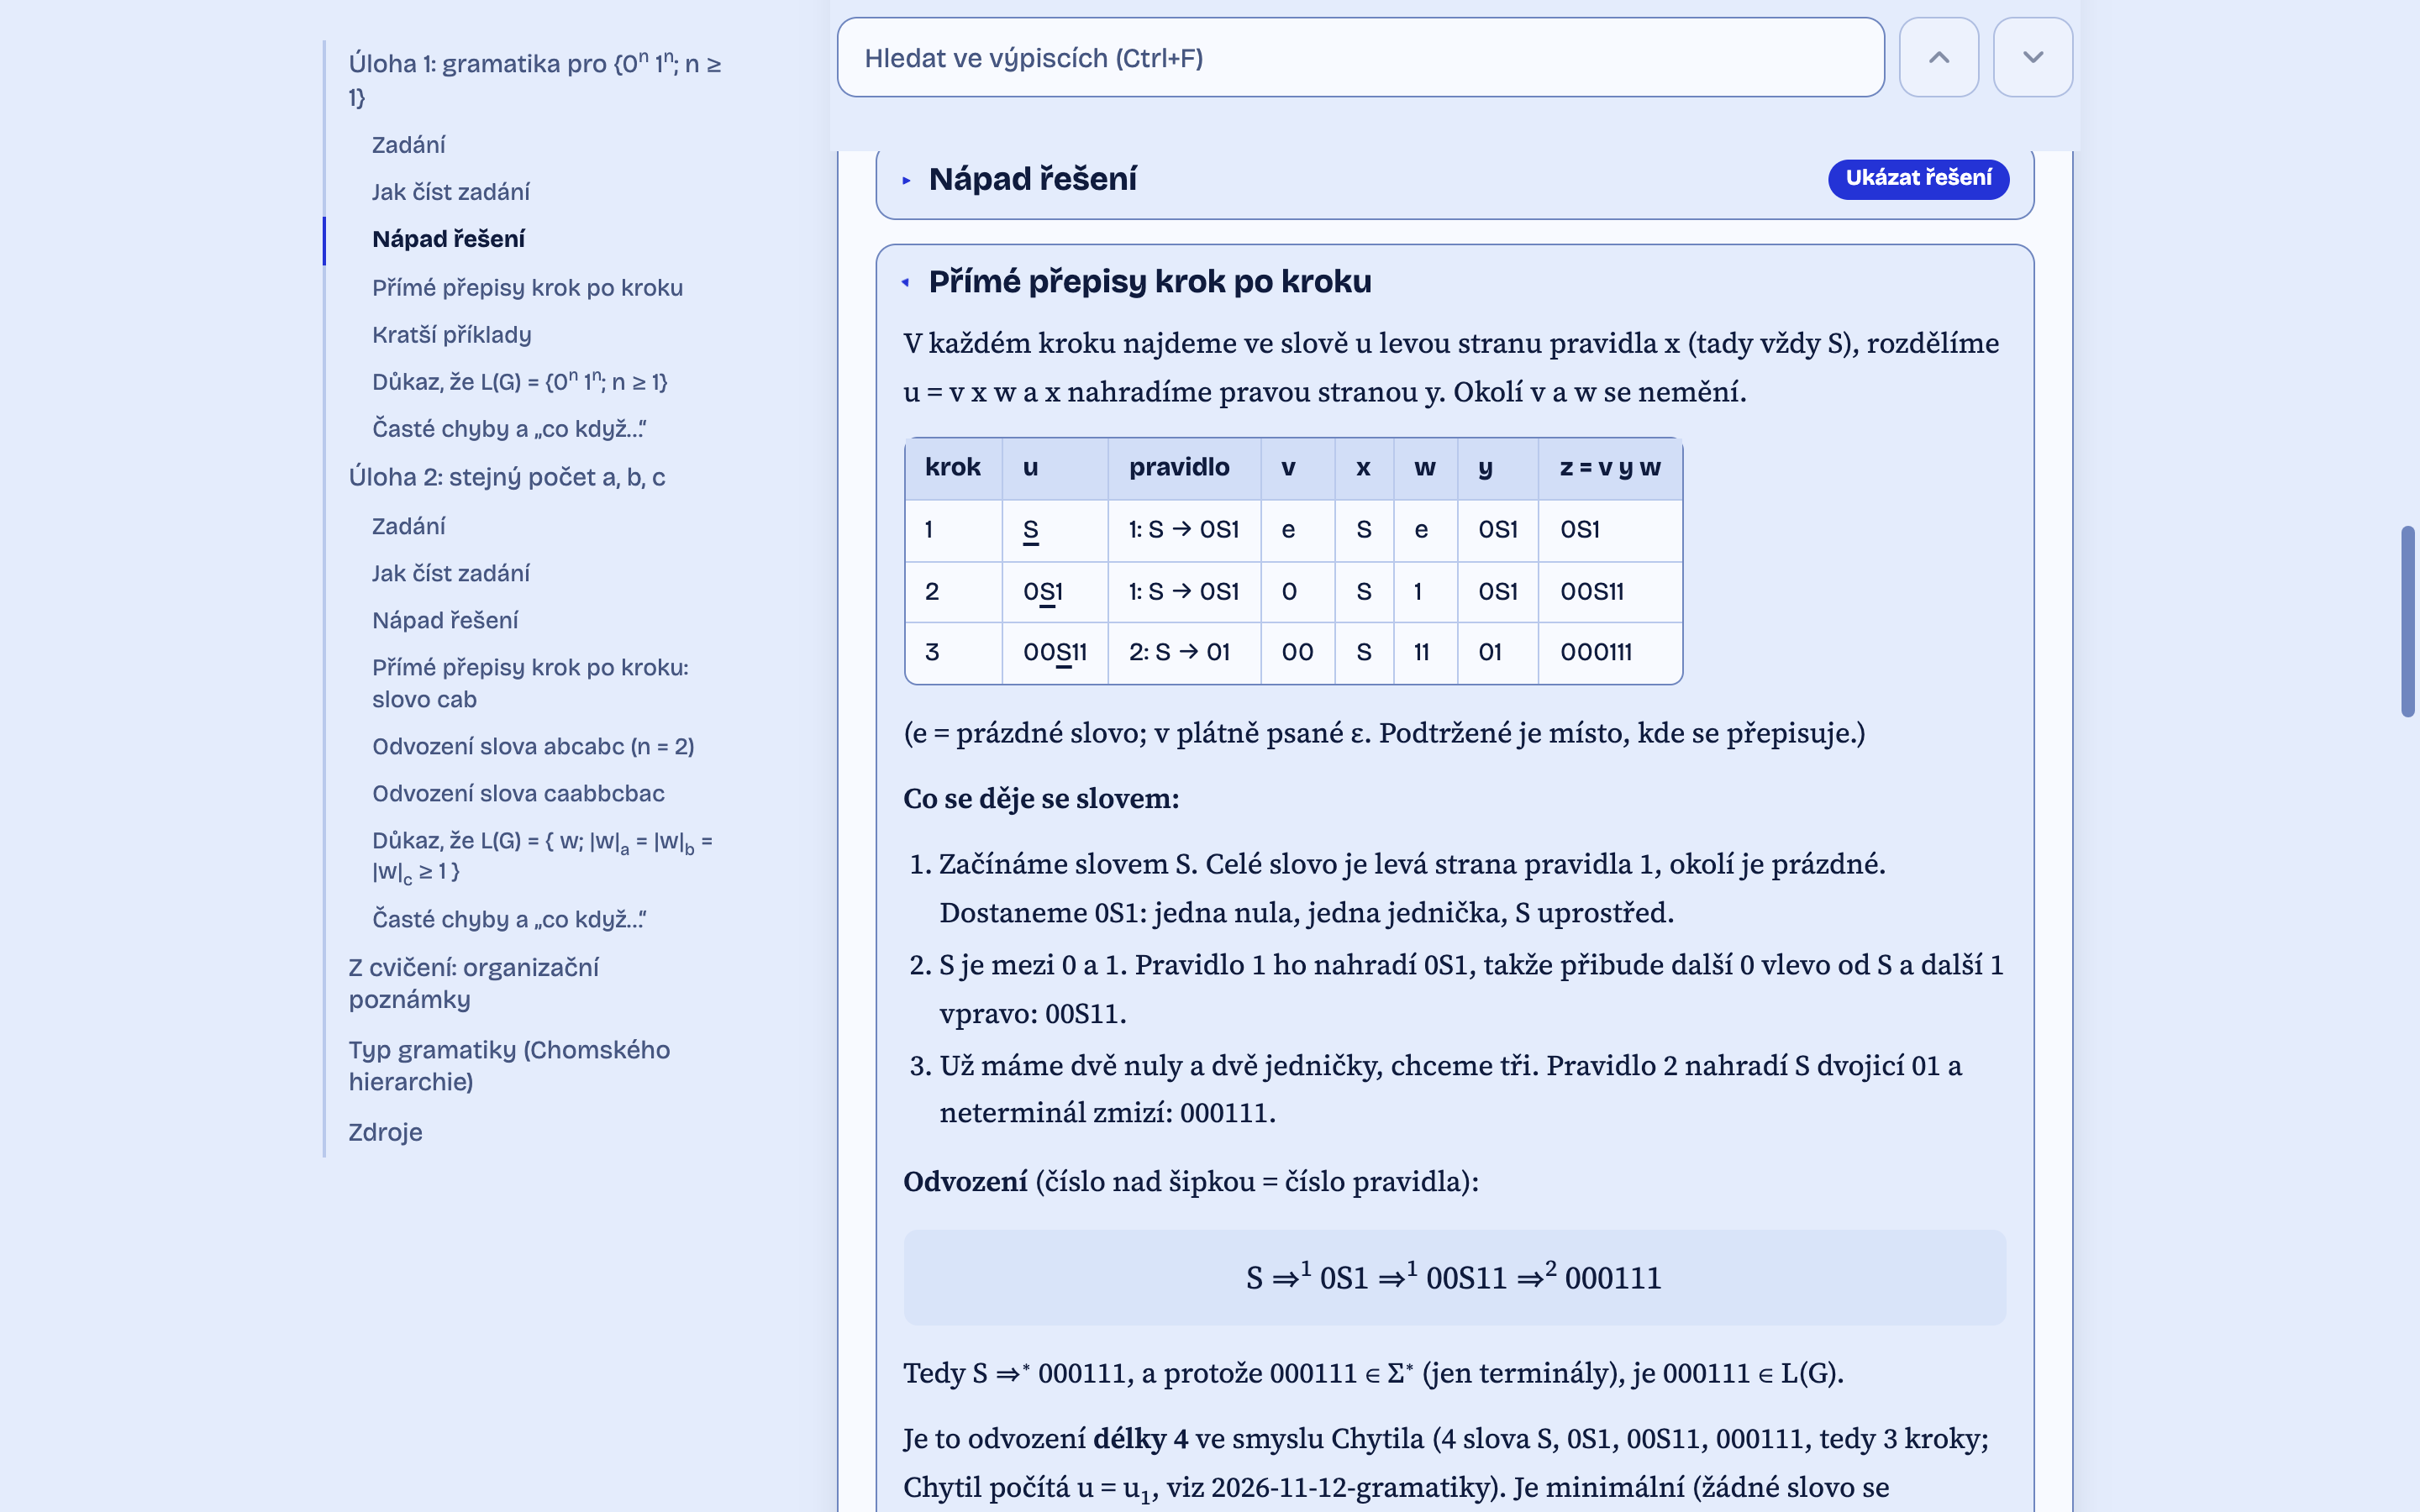 Úloha 1: gramatika pro {0ⁿ 1ⁿ; n ≥
1}
Zadání
Jak číst zadání
Nápad řešení
Přímé přepisy krok po kroku
Kratší příklady
Důkaz, že L(G) = {0ⁿ 1ⁿ; n ≥ 1}
Časté chyby a „co když…“
Úloha 2: stejný počet a, b, c
Zadání
Jak číst zadání
Nápad řešení
Přímé přepisy krok po kroku:
slovo cab
Odvození slova abcabc (n = 2)
Odvození slova caabbcbac
Důkaz, že L(G) = { w; |w|ₐ = |w|_b =
|w|_c ≥ 1 }
Časté chyby a „co když…“
Z cvičení: organizační
poznámky
Typ gramatiky (Chomského
hierarchie)
Zdroje
Hledat ve výpiscích (Ctrl+F)
Nápad řešení Ukázat řešení
Přímé přepisy krok po kroku
V každém kroku najdeme ve slově u levou stranu pravidla x (tady vždy S), rozdělíme
u = v x w a x nahradíme pravou stranou y. Okolí v a w se nemění.
krok u pravidlo v x w y z = v y w
1 S 1: S → 0S1 e S e 0S1 0S1
2 0S1 1: S → 0S1 0 S 1 0S1 00S11
3 00S11 2: S → 01 00 S 11 01 000111
(e = prázdné slovo; v plátně psané ε. Podtržené je místo, kde se přepisuje.)
Co se děje se slovem:
1. Začínáme slovem S. Celé slovo je levá strana pravidla 1, okolí je prázdné.
Dostaneme 0S1: jedna nula, jedna jednička, S uprostřed.
2. S je mezi 0 a 1. Pravidlo 1 ho nahradí 0S1, takže přibude další 0 vlevo od S a další 1
vpravo: 00S11.
3. Už máme dvě nuly a dvě jedničky, chceme tři. Pravidlo 2 nahradí S dvojicí 01 a
neterminál zmizí: 000111.
Odvození (číslo nad šipkou = číslo pravidla):
S ⇒¹ 0S1 ⇒¹ 00S11 ⇒² 000111
Tedy S ⇒* 000111, a protože 000111 ∈ Σ* (jen terminály), je 000111 ∈ L(G).
Je to odvození délky 4 ve smyslu Chytila (4 slova S, 0S1, 00S11, 000111, tedy 3 kroky;
Chytil počítá u = u₁, viz 2026-11-12-gramatiky). Je minimální (žádné slovo se